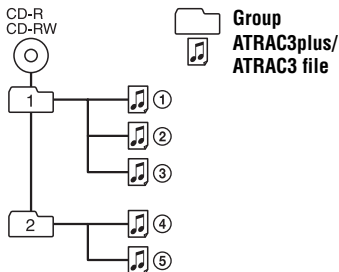 CD-R
CD-RW
Group
ATRAC3plus/
ATRAC3 file
1
①
②
③
2
④
⑤